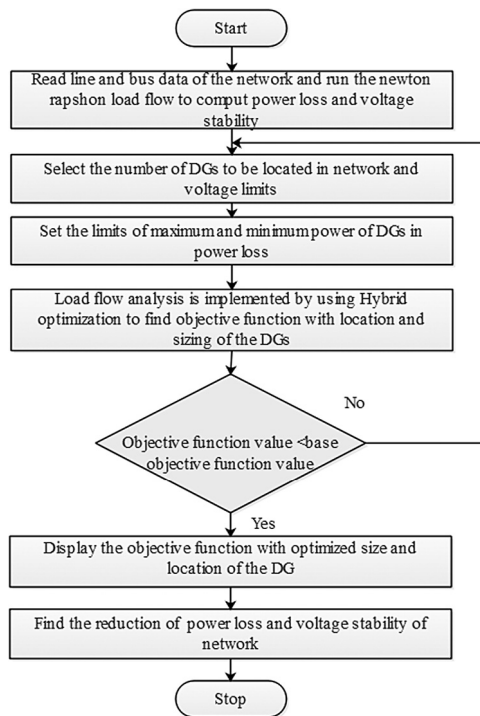 Start
Read line and bus data of the network and run the newton
rapshon load flow to comput power loss and voltage
stability
Select the number of DGs to be located in network and
voltage limits
Set the limits of maximum and minimum power of DGs in
power loss
Load flow analysis is implemented by using Hybrid
optimization to find objective function with location and
sizing of the DGs
No
Objective function value <base
objective function value
Yes
Display the objective function with optimized size and
location of the DG
Find the reduction of power loss and voltage stability of
network
Stop